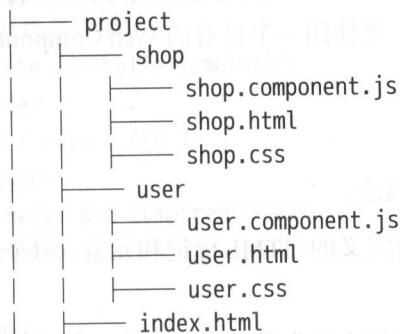 project
shop
shop.component.js
shop.html
shop.css
user
user.component.js
user.html
user.css
index.html